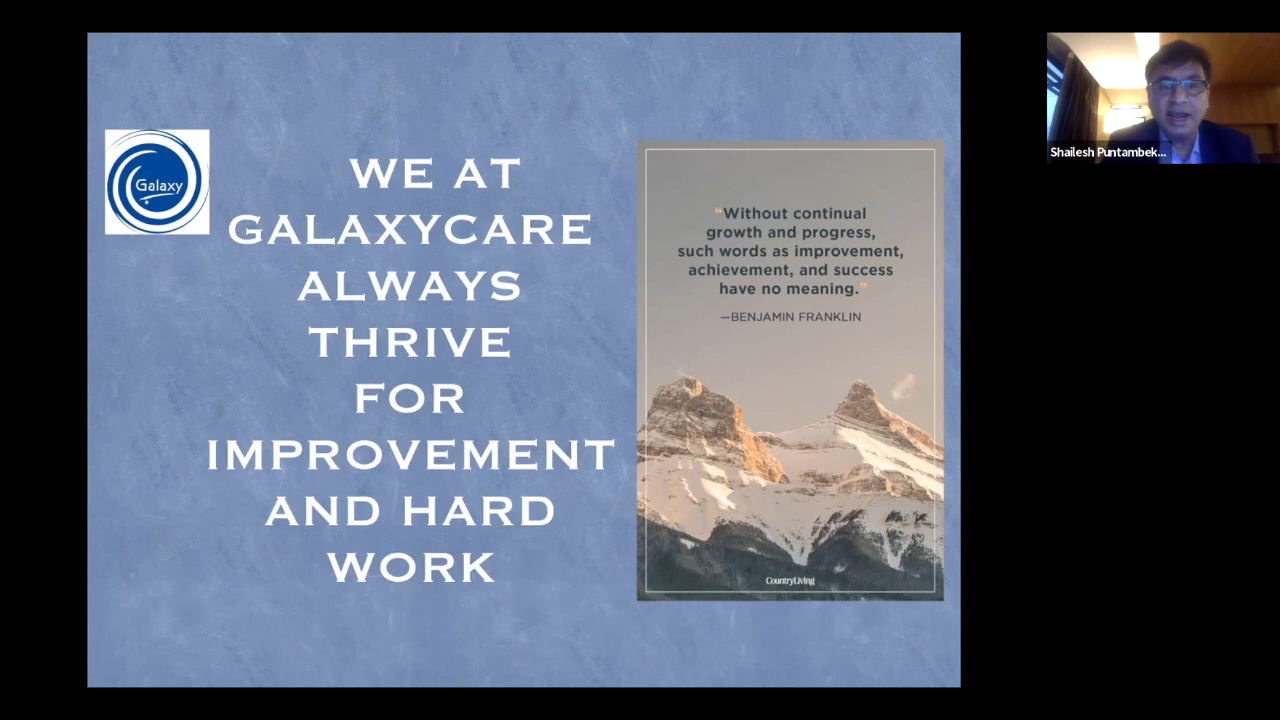 Galaxy
WE AT
GALAXYCARE
ALWAYS
THRIVE
FOR
IMPROVEMENT
AND HARD
WORK
“Without continual
growth and progress,
such words as improvement,
achievement, and success
have no meaning.”
—BENJAMIN FRANKLIN
CountryLiving
Shailesh Puntambek...